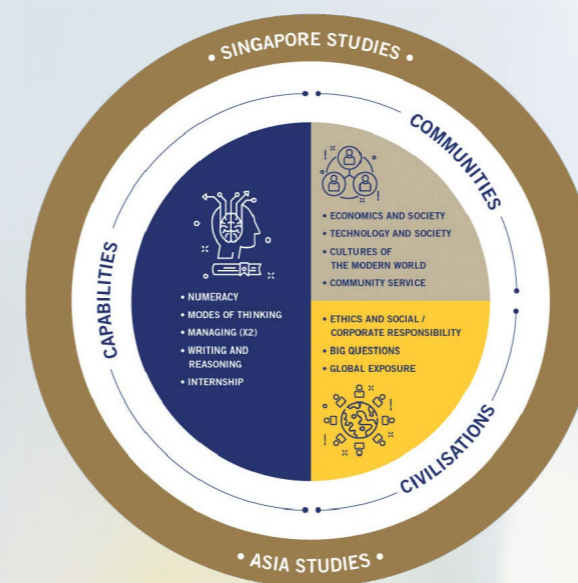 • SINGAPORE STUDIES •
COMMUNITIES
CAPABILITIES
• ECONOMICS AND SOCIETY
• TECHNOLOGY AND SOCIETY
• CULTURES OF
THE MODERN WORLD
• COMMUNITY SERVICE
• NUMERACY
• MODES OF THINKING
• MANAGING (X2)
• WRITING AND
REASONING
• INTERNSHIP
• ETHICS AND SOCIAL /
CORPORATE RESPONSIBILITY
• BIG QUESTIONS
• GLOBAL EXPOSURE
CIVILISATIONS
• ASIA STUDIES •